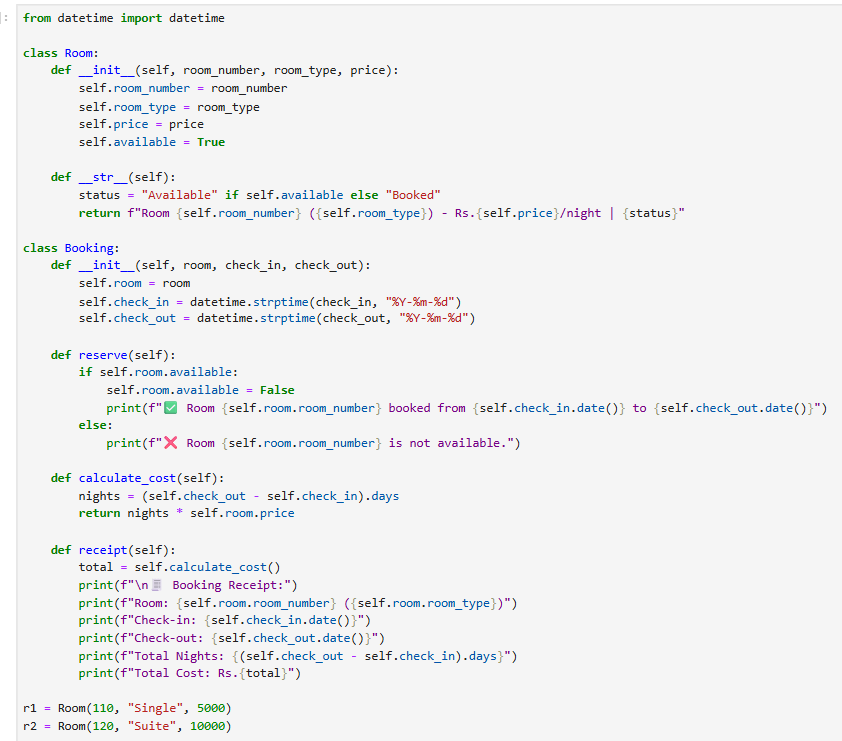 ]:
from datetime import datetime

class Room:
    def __init__(self, room_number, room_type, price):
        self.room_number = room_number
        self.room_type = room_type
        self.price = price
        self.available = True

    def __str__(self):
        status = "Available" if self.available else "Booked"
        return f"Room {self.room_number} ({self.room_type}) - Rs.{self.price}/night | {status}"

class Booking:
    def __init__(self, room, check_in, check_out):
        self.room = room
        self.check_in = datetime.strptime(check_in, "%Y-%m-%d")
        self.check_out = datetime.strptime(check_out, "%Y-%m-%d")

    def reserve(self):
        if self.room.available:
            self.room.available = False
            print(f"✅ Room {self.room.room_number} booked from {self.check_in.date()} to {self.check_out.date()}")
        else:
            print(f"❌ Room {self.room.room_number} is not available.")

    def calculate_cost(self):
        nights = (self.check_out - self.check_in).days
        return nights * self.room.price

    def receipt(self):
        total = self.calculate_cost()
        print(f"\n🧾 Booking Receipt:")
        print(f"Room: {self.room.room_number} ({self.room.room_type})")
        print(f"Check-in: {self.check_in.date()}")
        print(f"Check-out: {self.check_out.date()}")
        print(f"Total Nights: {(self.check_out - self.check_in).days}")
        print(f"Total Cost: Rs.{total}")

r1 = Room(110, "Single", 5000)
r2 = Room(120, "Suite", 10000)